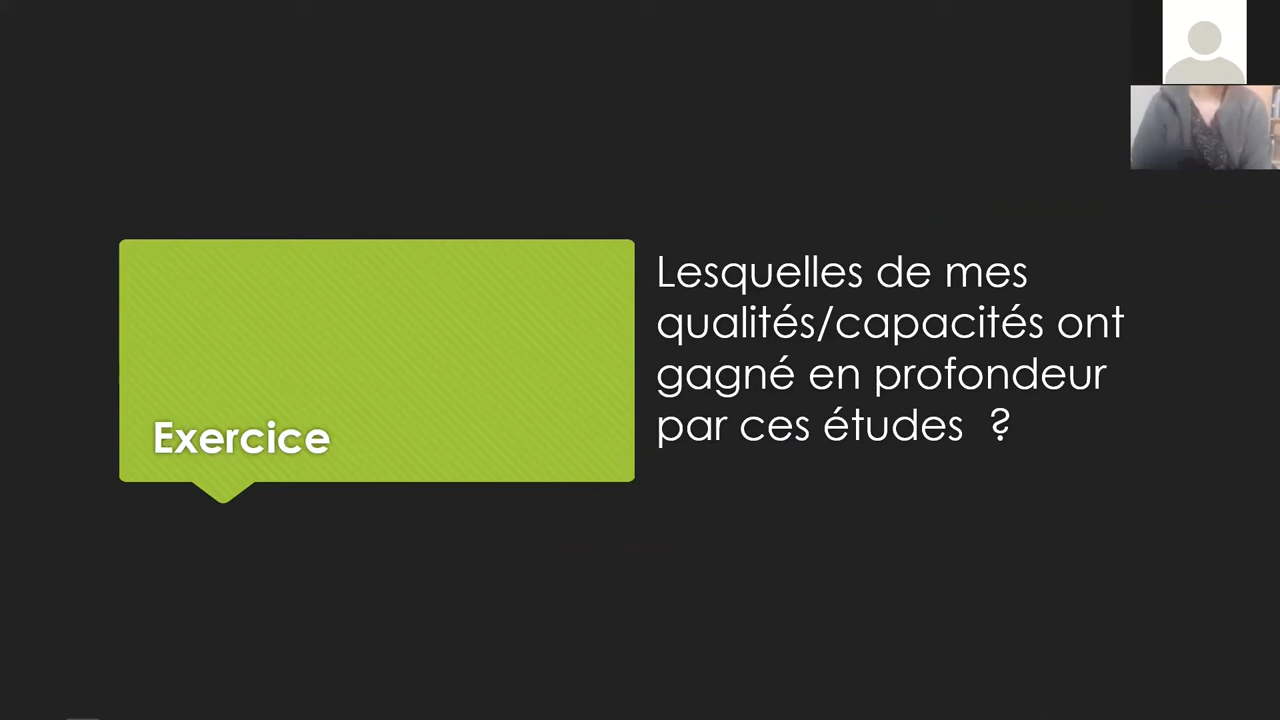 Exercice
Lesquelles de mes
qualités/capacités ont
gagné en profondeur
par ces études  ?